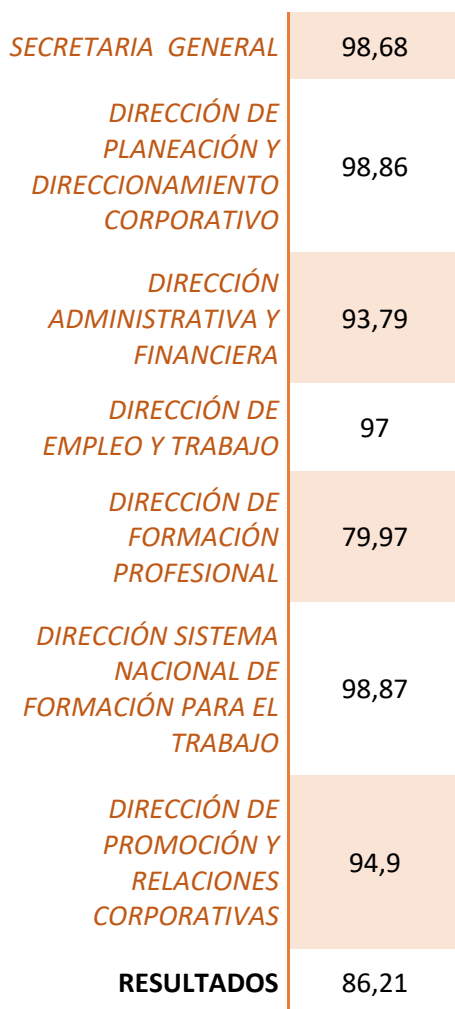 SECRETARIA GENERAL 98,68
DIRECCIÓN DE
PLANEACIÓN Y
DIRECCIONAMIENTO
CORPORATIVO
98,86
DIRECCIÓN
ADMINISTRATIVA Y
FINANCIERA
93,79
DIRECCIÓN DE
EMPLEO Y TRABAJO
97
DIRECCIÓN DE
FORMACIÓN
PROFESIONAL
79,97
DIRECCIÓN SISTEMA
NACIONAL DE
FORMACIÓN PARA EL
TRABAJO
98,87
DIRECCIÓN DE
PROMOCIÓN Y
RELACIONES
CORPORATIVAS
94,9
RESULTADOS 86,21